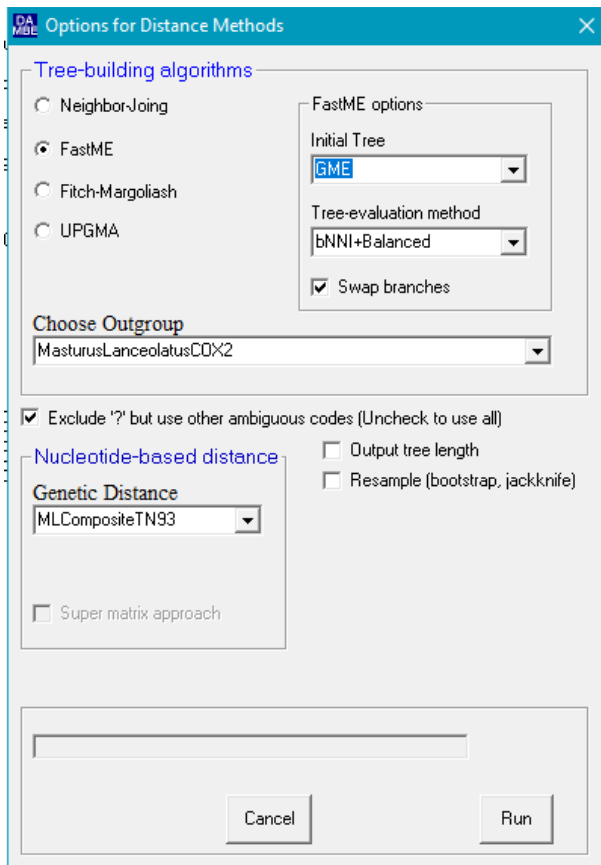 DA
MBE
Options for Distance Methods
Tree-building algorithms
Neighbor-Joing
FastME
Fitch-Margoliash
UPGMA
FastME options
Initial Tree
GME
Tree-evaluation method
bNNI+Balanced
Swap branches
Choose Outgroup
MasturusLanceolatusCOX2
Exclude '?' but use other ambiguous codes (Uncheck to use all)
Nucleotide-based distance
Genetic Distance
MLCompositeTN93
Super matrix approach
Output tree length
Resample (bootstrap, jackknife)
Cancel
Run